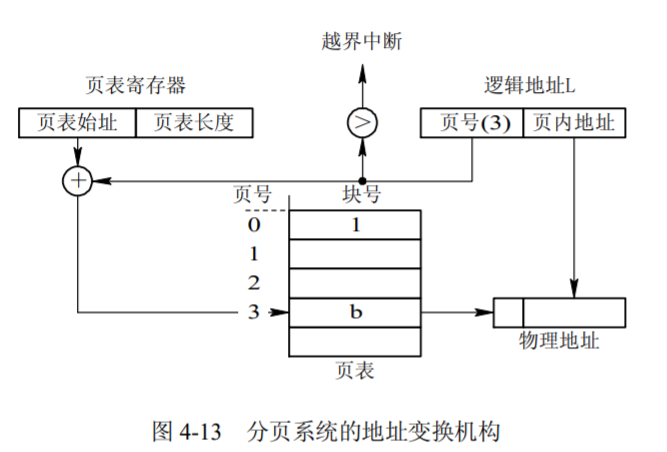 越界中断
页表寄存器
逻辑地址L
页表始址 页表长度
>
页号(3) 页内地址
+
页号 块号
0 1
1
2
3 b
物理地址
页表
图 4-13 分页系统的地址变换机构